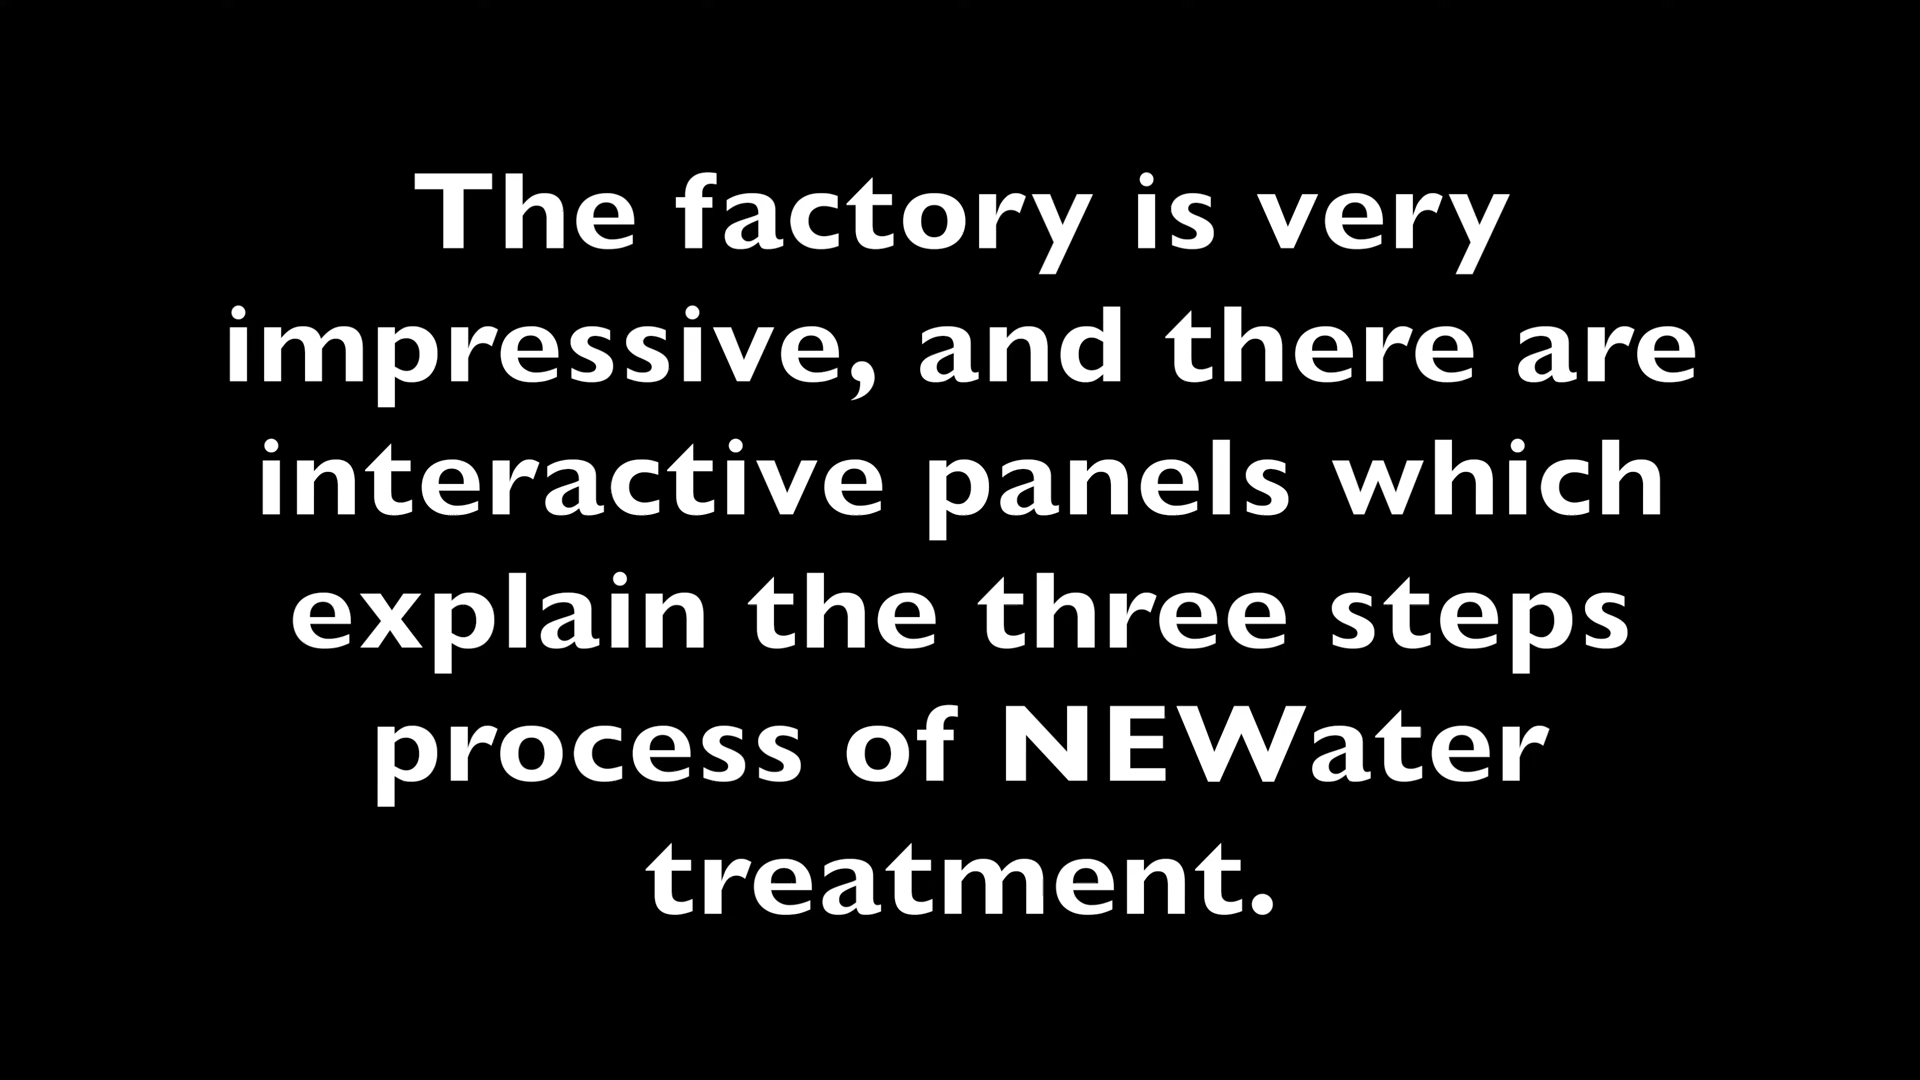 The factory is very
impressive, and there are
interactive panels which
explain the three steps
process of NEWater
treatment.